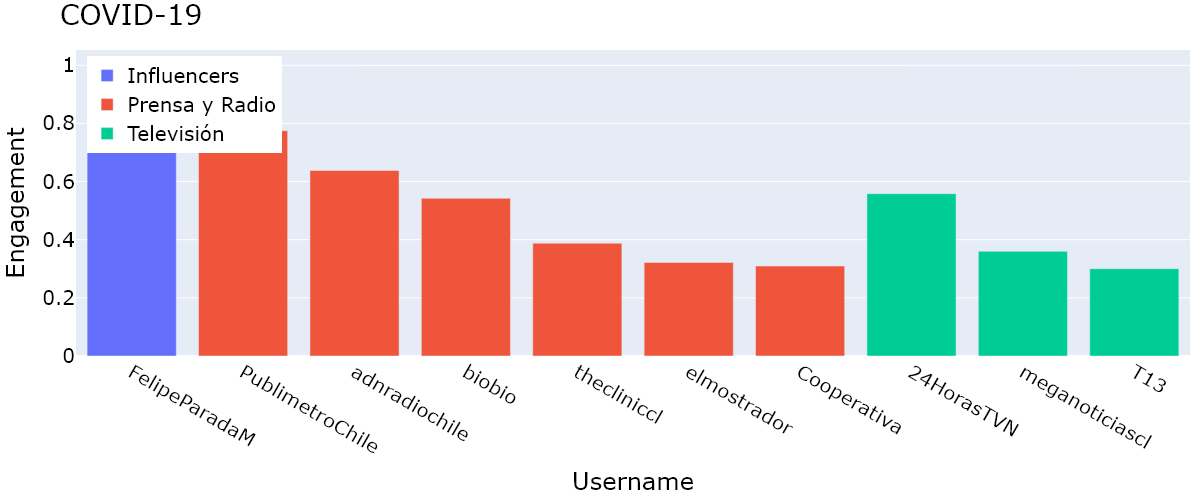 COVID-19
Influencers
Prensa y Radio
Televisión
Engagement
1
0.8
0.6
0.4
0.2
0
FelipeParadaM
PublimetroChile
adnradiochile
biobio
thecliniccl
elmostrador
Cooperativa
24HorasTVN
meganoticiascl
T13
Username